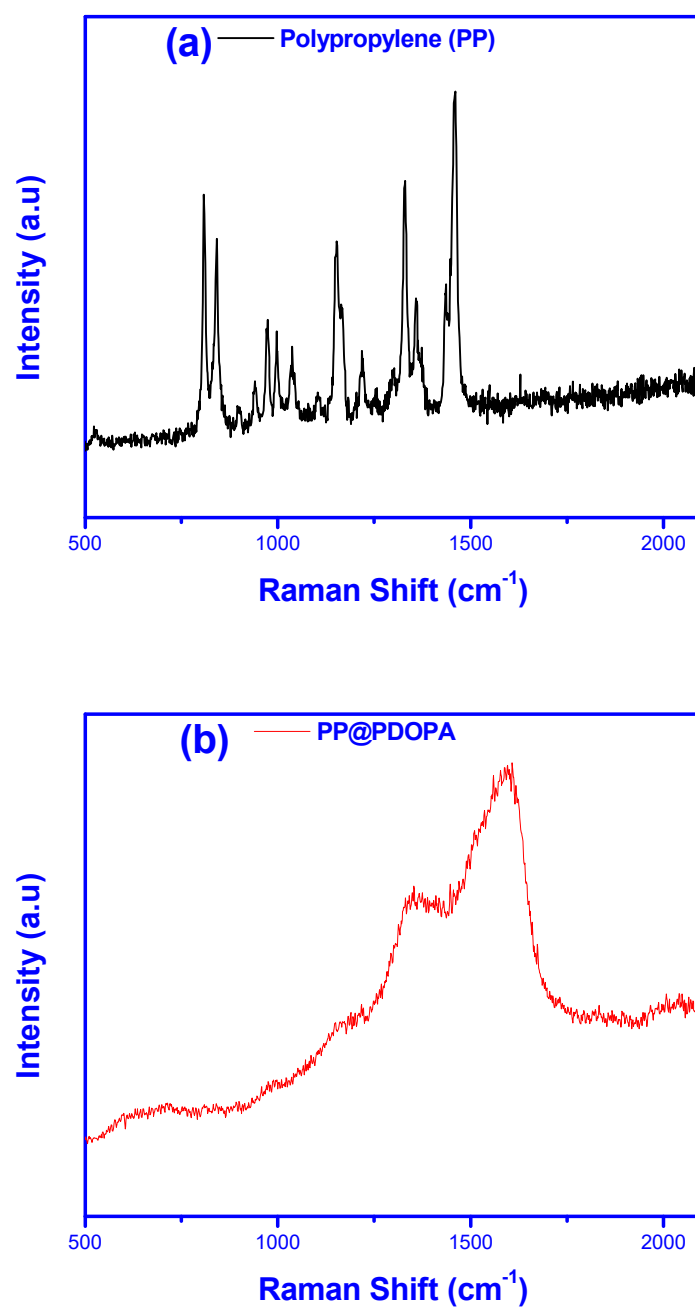 (a) Polypropylene (PP)
Intensity (a.u)
500 1000 1500 2000
Raman Shift (cm-1)
(b) PP@PDOPA
Intensity (a.u)
500 1000 1500 2000
Raman Shift (cm-1)